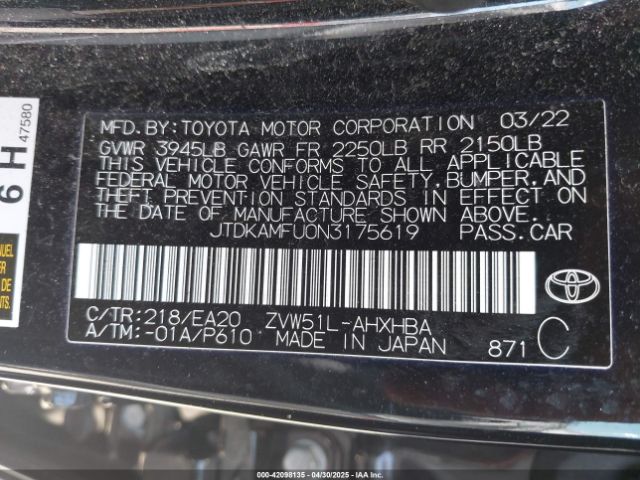 MFD.BY:TOYOTA MOTOR CORPORATION 03/22
GVWR 3945LB GAWR FR 2250LB RR 2150LB
THIS VEHICLE CONFORMS TO ALL APPLICABLE
FEDERAL MOTOR VEHICLE SAFETY,BUMPER,AND
THEFT PREVENTION STANDARDS IN EFFECT ON
THE DATE OF MANUFACTURE SHOWN ABOVE.
JTDKAMFU0N3175619 PASS.CAR
C/TR:218/EA20 ZVW51L-AHXHBA
A/TM:-01A/P610 MADE IN JAPAN 871 C
6 H
47580
000-42098135 - 04/30/2025 - IAAI.COM